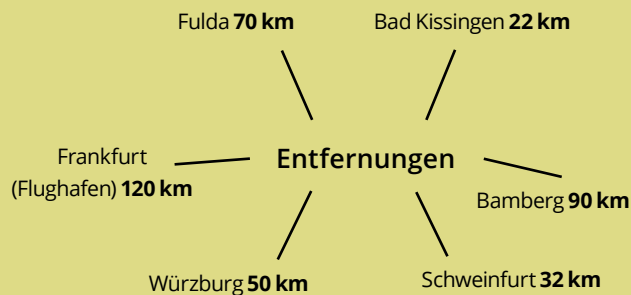 Fulda 70 km
Bad Kissingen 22 km
Frankfurt
(Flughafen) 120 km
Entfernungen
Bamberg 90 km
Würzburg 50 km
Schweinfurt 32 km